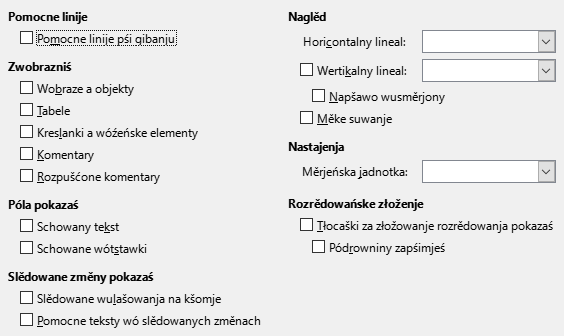 Pomocne linije
Pomocne linije pśi gibanju
Zwobrazniś
Wobraze a objekty
Tabele
Kreslanki a wóźeńske elementy
Komentary
Rozpušćone komentary
Póla pokazaś
Schowany tekst
Schowane wótstawki
Slědowane změny pokazaś
Slědowane wulašowanja na kšomje
Pomocne teksty wó slědowanych změnach
Naglěd
Horicontalny lineal:
Wertikalny lineal:
Napšawo wusměrjony
Měke suwanje
Nastajenja
Měrjeńska jadnotka:
Rozrědowańske złoženje
Tłocaški za złožowanje rozrědowanja pokazaś
Pódrowniny zapśimjeś